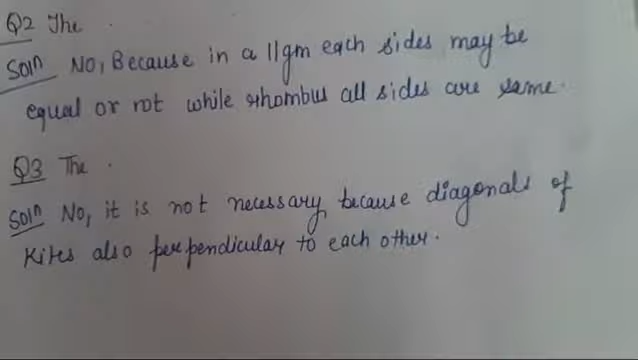 Q2 The .
Soln No, Because in a ||gm each sides may be
equal or not while rhombus all sides are same.
Q3 The .
Soln No, it is not necessary because diagonals of
Kites also perpendicular to each other.